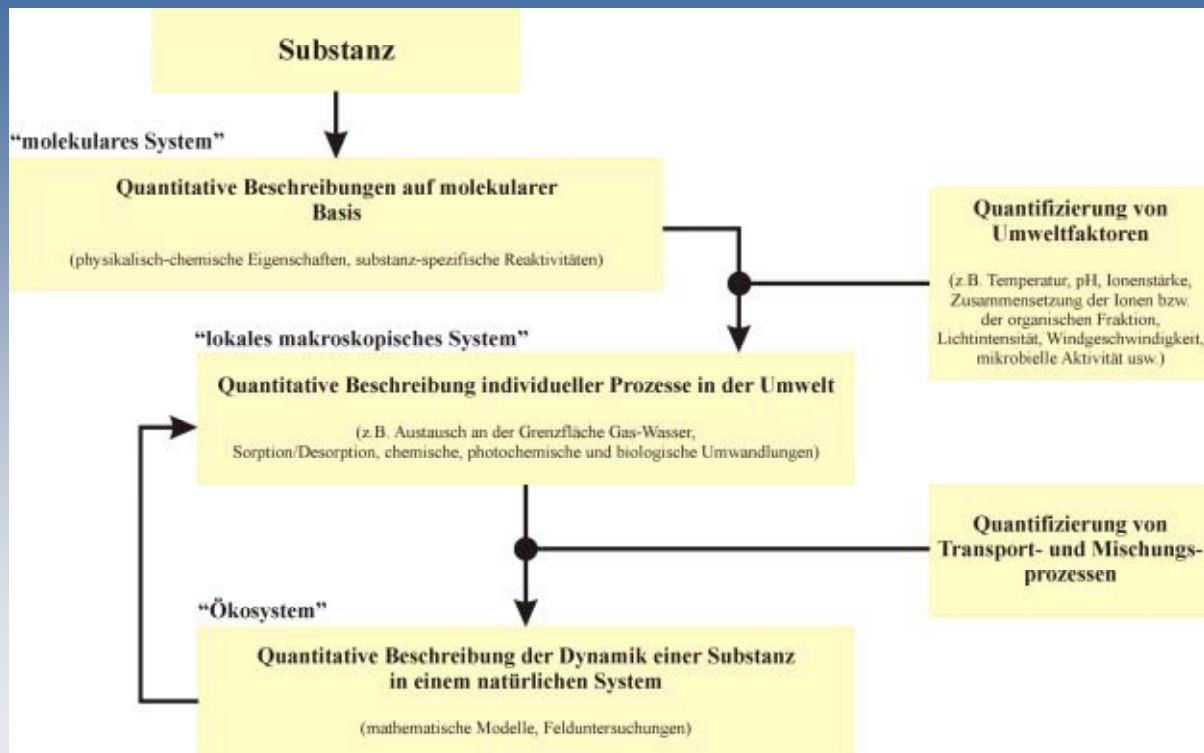 Substanz
“molekulares System”
Quantitative Beschreibungen auf molekularer
Basis
(physikalisch-chemische Eigenschaften, substanz-spezifische Reaktivitäten)
Quantifizierung von
Umweltfaktoren
(z.B. Temperatur, pH, Ionenstärke,
Zusammensetzung der Ionen bzw.
der organischen Fraktion,
Lichtintensität, Windgeschwindigkeit,
mikrobielle Aktivität usw.)
“lokales makroskopisches System”
Quantitative Beschreibung individueller Prozesse in der Umwelt
(z.B. Austausch an der Grenzfläche Gas-Wasser,
Sorption/Desorption, chemische, photochemische und biologische Umwandlungen)
Quantifizierung von
Transport- und Mischungs-
prozessen
“Ökosystem”
Quantitative Beschreibung der Dynamik einer Substanz
in einem natürlichen System
(mathematische Modelle, Felduntersuchungen)